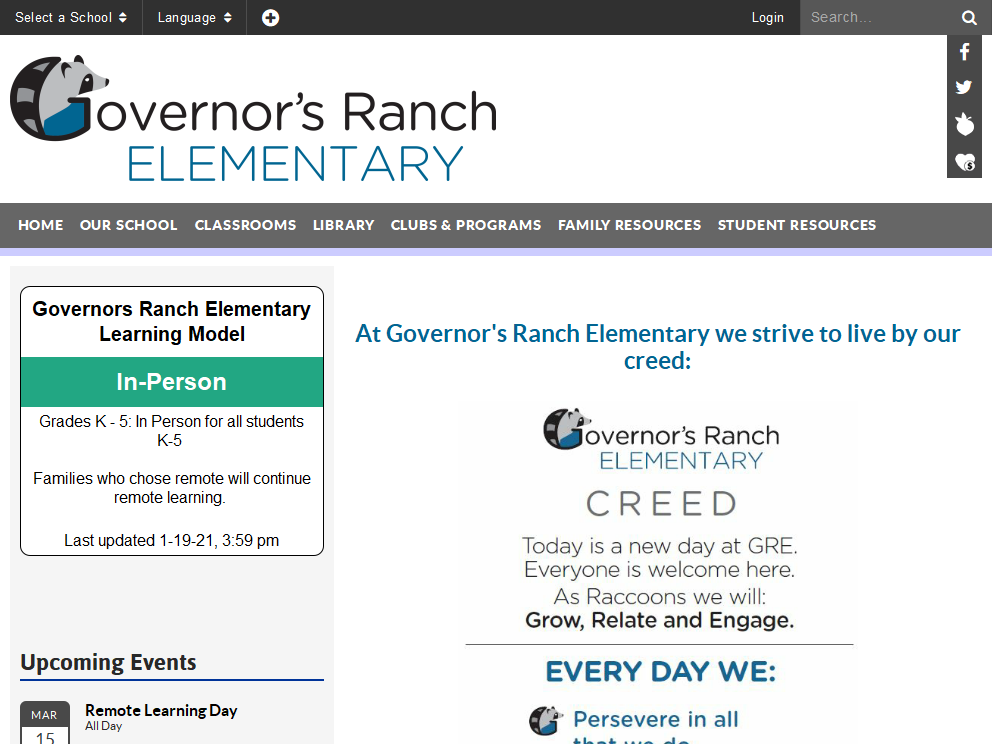 Select a School
Language
Login
Search...
Governor's Ranch
ELEMENTARY
HOME OUR SCHOOL CLASSROOMS LIBRARY CLUBS & PROGRAMS FAMILY RESOURCES STUDENT RESOURCES
Governors Ranch Elementary
Learning Model
In-Person
Grades K - 5: In Person for all students
K-5
Families who chose remote will continue
remote learning.
Last updated 1-19-21, 3:59 pm
Upcoming Events
MAR
15
Remote Learning Day
All Day
At Governor's Ranch Elementary we strive to live by our
creed:
Governor's Ranch
ELEMENTARY
CREED
Today is a new day at GRE.
Everyone is welcome here.
As Raccoons we will:
Grow, Relate and Engage.
EVERY DAY WE:
Persevere in all
that we do